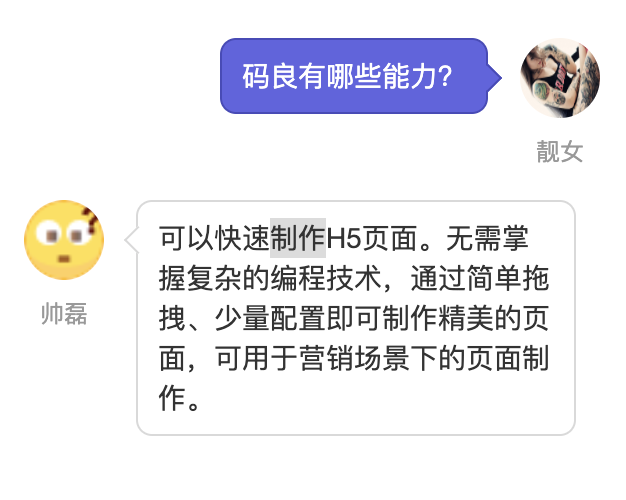 码良有哪些能力?
靓女
可以快速制作H5页面。无需掌
握复杂的编程技术，通过简单拖
拽、少量配置即可制作精美的页
面，可用于营销场景下的页面制
作。
帅磊